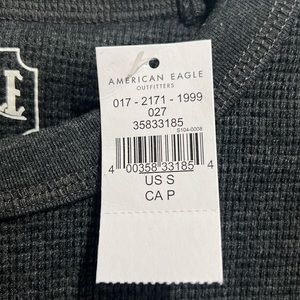 AMERICAN EAGLE
OUTFITTERS
017 - 2171 - 1999
027
35833185
S104-0008
4 00358 33185 4
US S
CA P